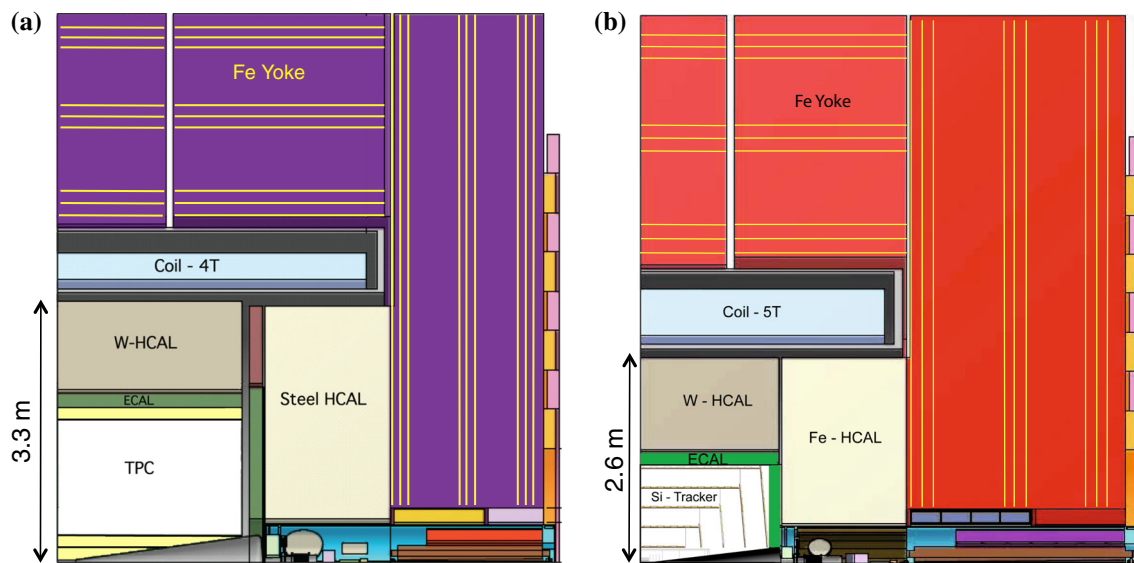 (a)
Fe Yoke
Coil - 4T
W-HCAL
ECAL
Steel HCAL
TPC
3.3 m
(b)
Fe Yoke
Coil - 5T
W - HCAL
Fe - HCAL
ECAL
Si - Tracker
2.6 m